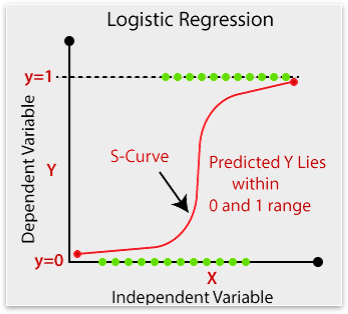 Logistic Regression
y=1
Dependent Variable
Y
S-Curve
Predicted Y Lies
within
0 and 1 range
y=0
X
Independent Variable